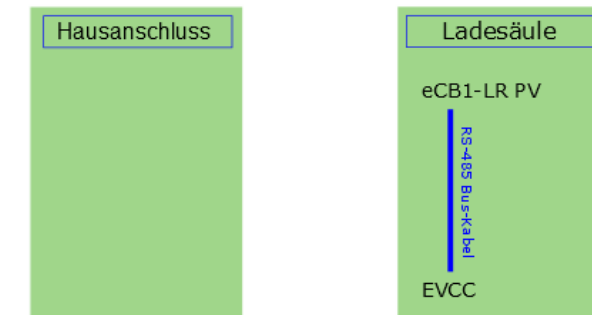 Hausanschluss
Ladesäule
eCB1-LR PV
RS-485 Bus-Kabel
EVCC